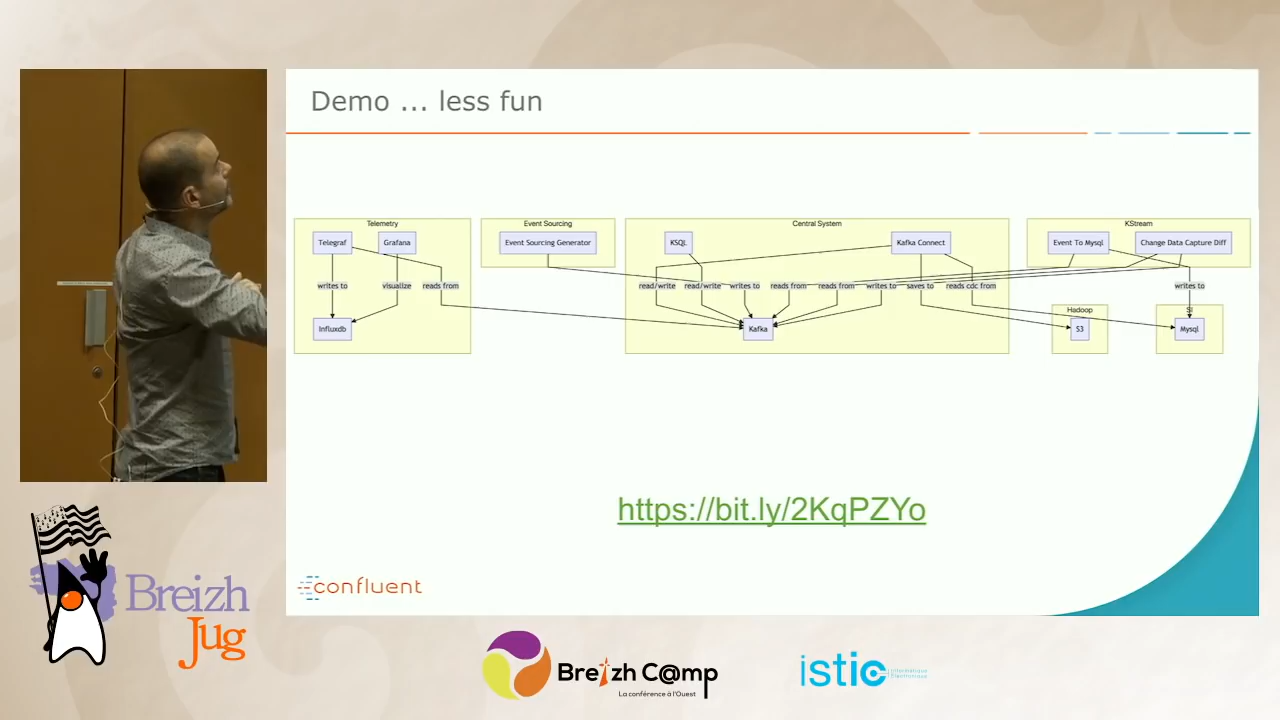 Demo ... less fun
Telemetry
Event Sourcing
Central System
KStream
Telegraf
Grafana
Event Sourcing Generator
KSQL
Kafka Connect
Event To Mysql
Change Data Capture Diff
writes to
visualize
reads from
read/write
read/write
writes to
reads from
reads from
writes to
saves to
reads cdc from
writes to
Hadoop
SI
Influxdb
Kafka
S3
Mysql
https://bit.ly/2KqPZYo
confluent
Breizh
Jug
Breizh C@mp
La conférence à l'Ouest
istic
Informatique
Électronique